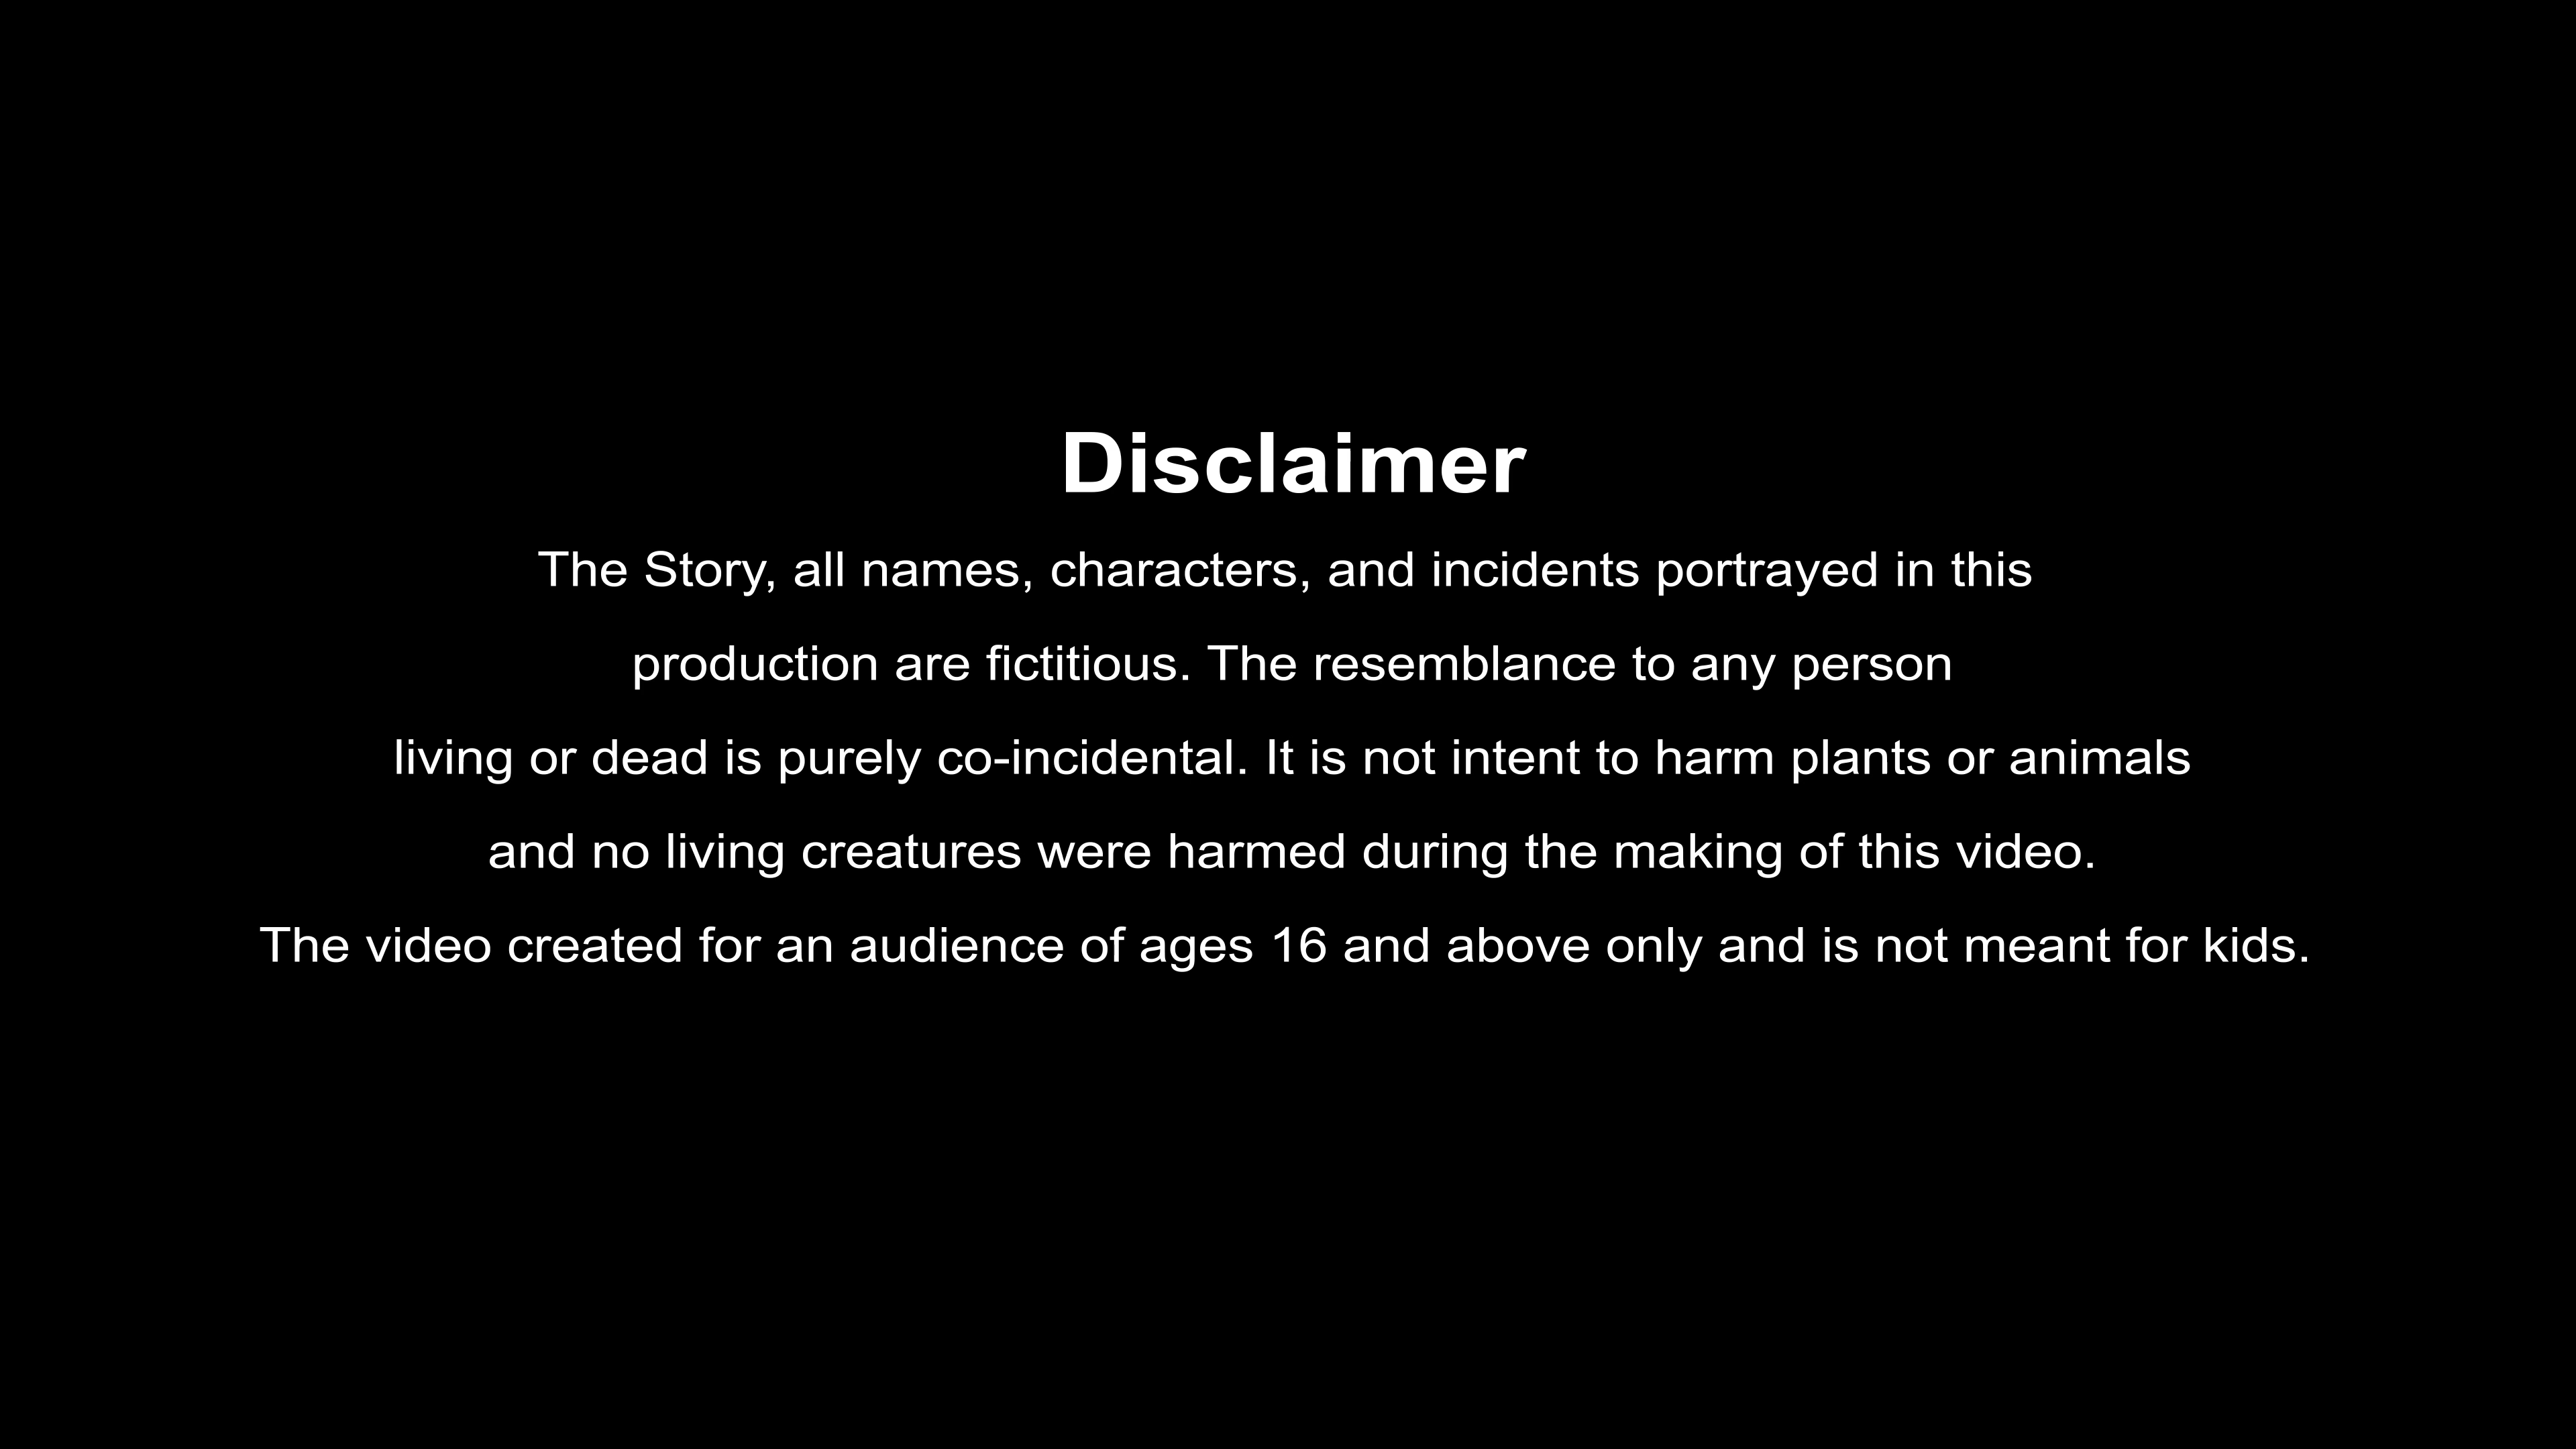 Disclaimer
The Story, all names, characters, and incidents portrayed in this
production are fictitious. The resemblance to any person
living or dead is purely co-incidental. It is not intent to harm plants or animals
and no living creatures were harmed during the making of this video.
The video created for an audience of ages 16 and above only and is not meant for kids.